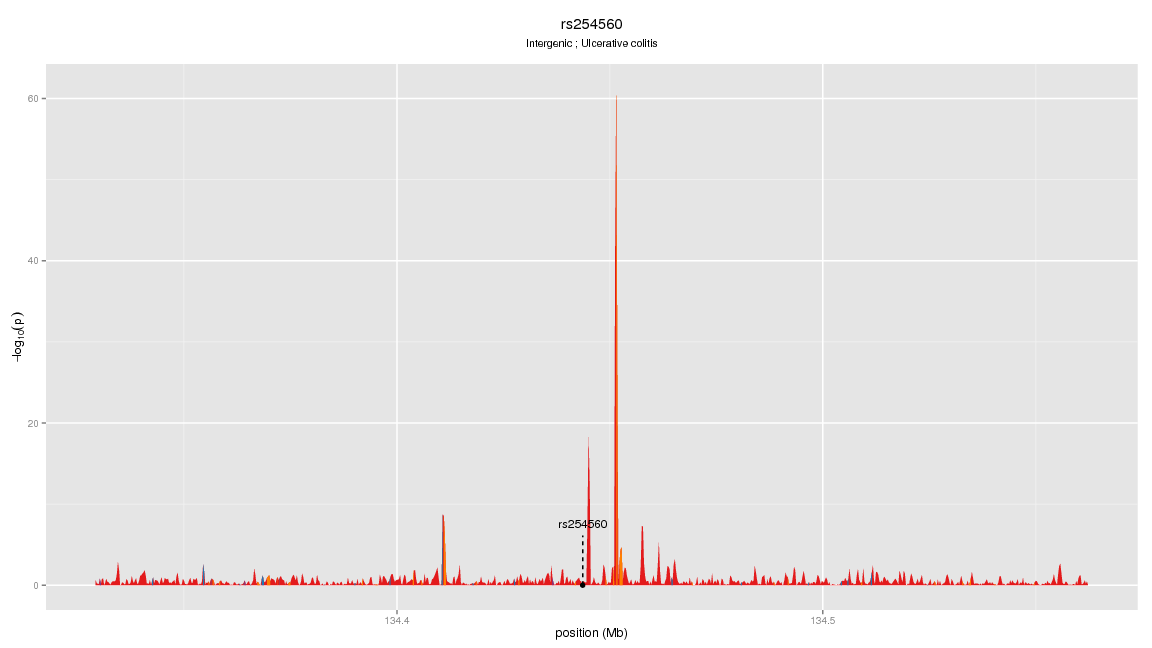 rs254560
Intergenic ; Ulcerative colitis
60
40
20
0
−log10(p)
rs254560
134.4
134.5
position (Mb)